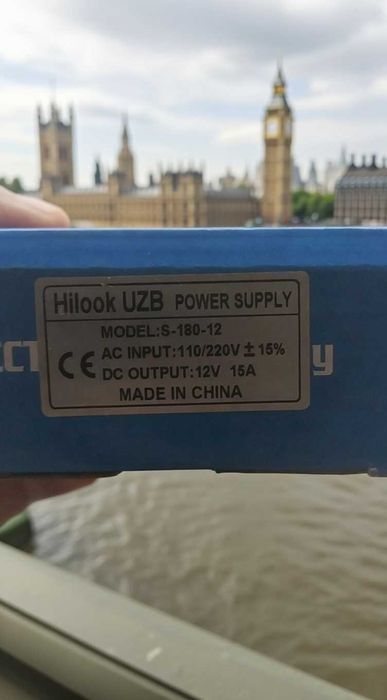 Hilook UZB POWER SUPPLY
MODEL:S-180-12
CE AC INPUT:110/220V ± 15%
DC OUTPUT:12V 15A
MADE IN CHINA